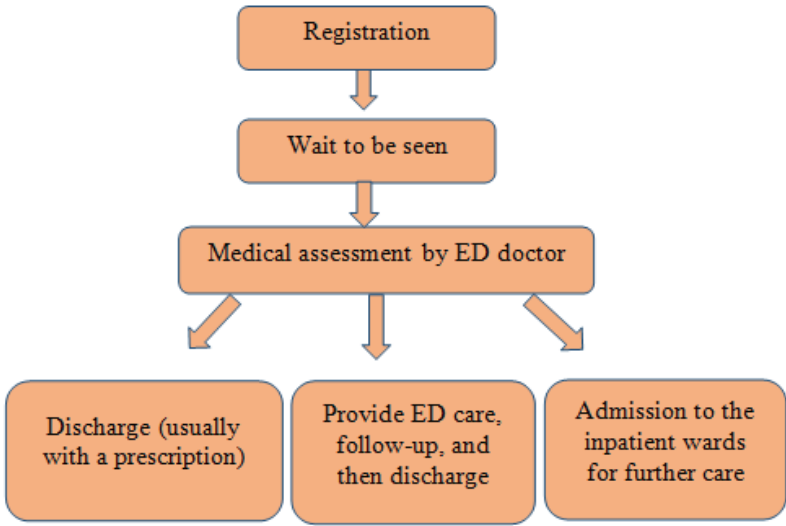 Registration
Wait to be seen
Medical assessment by ED doctor
Discharge (usually
with a prescription)
Provide ED care,
follow-up, and
then discharge
Admission to the
inpatient wards
for further care